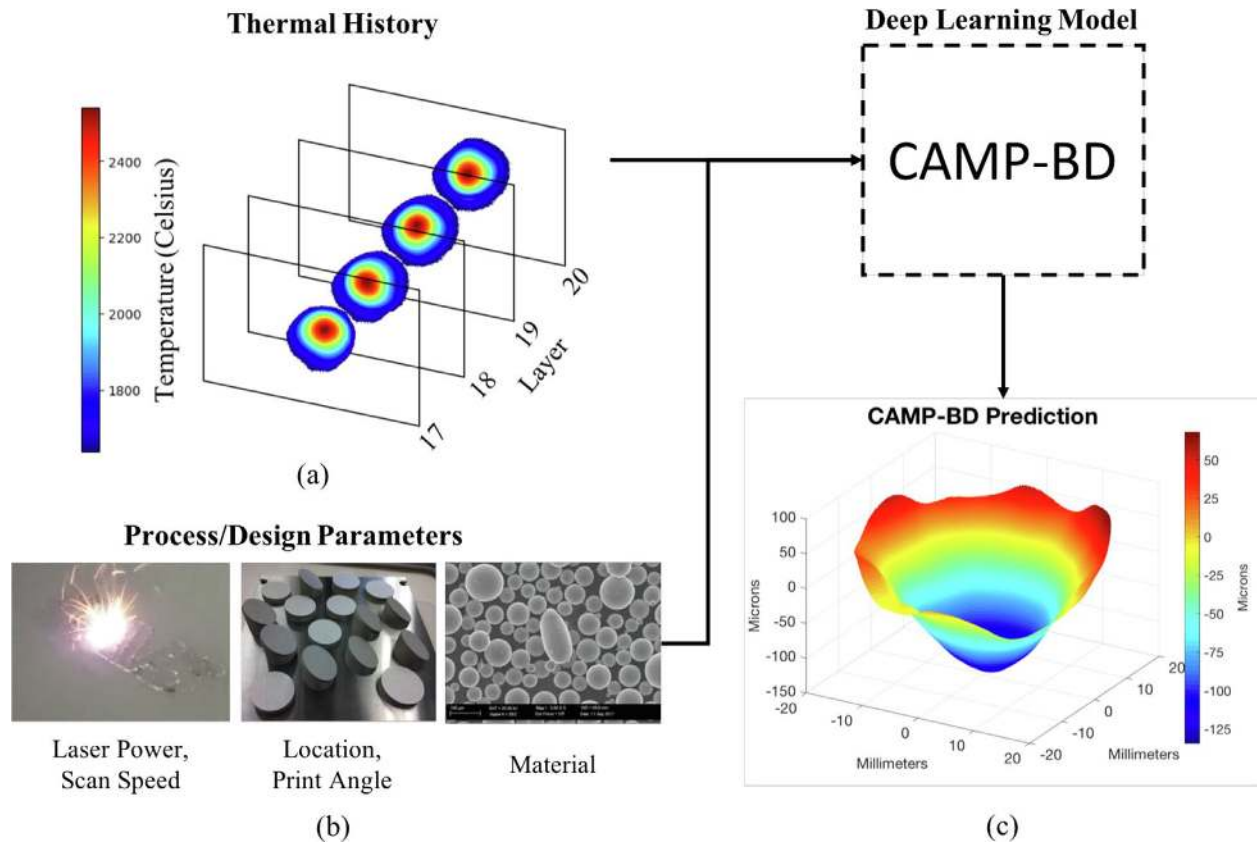 Thermal History
Temperature (Celsius)
2400
2200
2000
1800
20
19
18
17
Layer
(a)
Process/Design Parameters
Laser Power,
Scan Speed
Location,
Print Angle
Material
(b)
Deep Learning Model
CAMP-BD
CAMP-BD Prediction
Microns
100
50
0
-50
-100
-150
-20
-10
0
10
20
Millimeters
-20
-10
0
10
20
Millimeters
50
25
0
-25
-50
-75
-100
-125
Microns
(c)